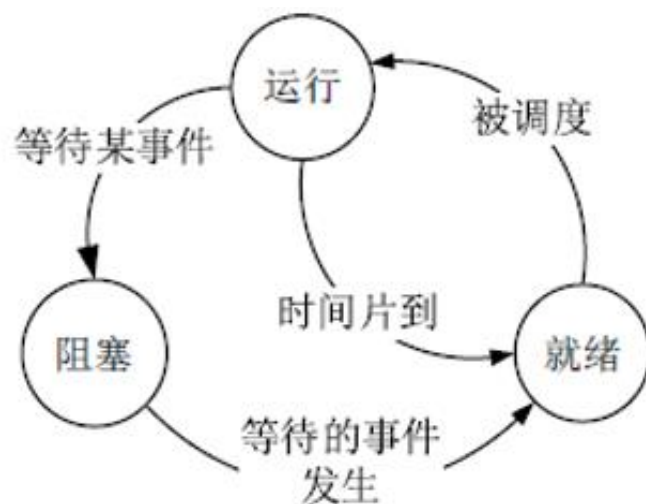 运行
等待某事件
被调度
时间片到
阻塞
就绪
等待的事件
发生